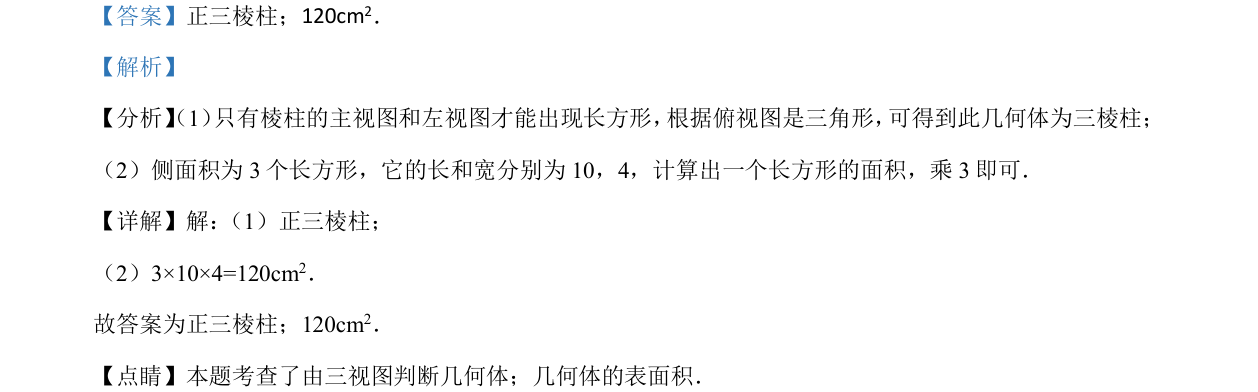 【答案】正三棱柱；120cm².
【解析】
【分析】（1）只有棱柱的主视图和左视图才能出现长方形，根据俯视图是三角形，可得到此几何体为三棱柱；
（2）侧面积为 3 个长方形，它的长和宽分别为 10，4，计算出一个长方形的面积，乘 3 即可.
【详解】解：（1）正三棱柱；
（2）3×10×4=120cm².
故答案为正三棱柱；120cm².
【点睛】本题考查了由三视图判断几何体；几何体的表面积.